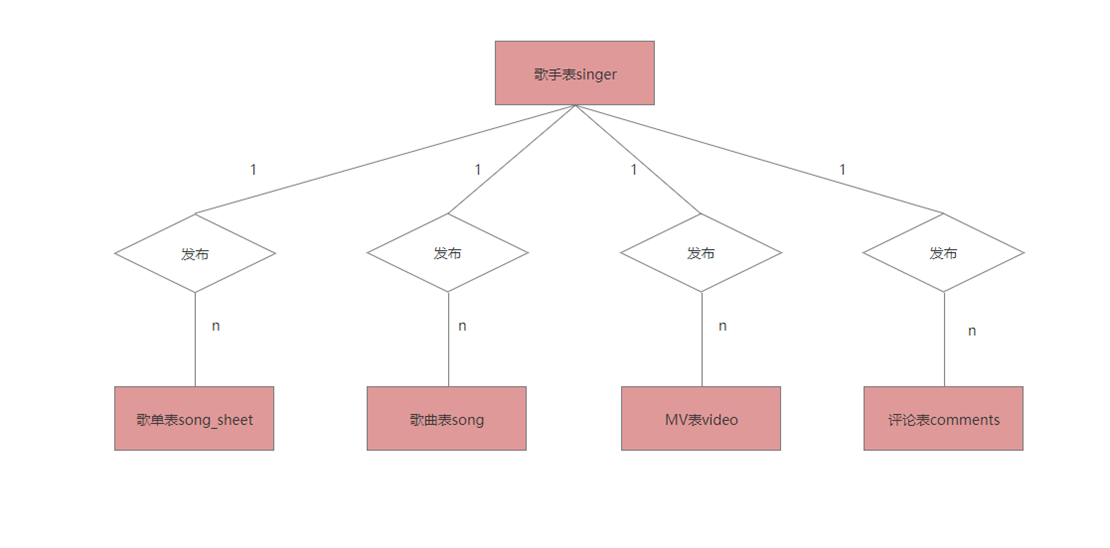 歌手表singer
1
1
1
1
发布
发布
发布
发布
n
n
n
n
歌单表song_sheet
歌曲表song
MV表video
评论表comments